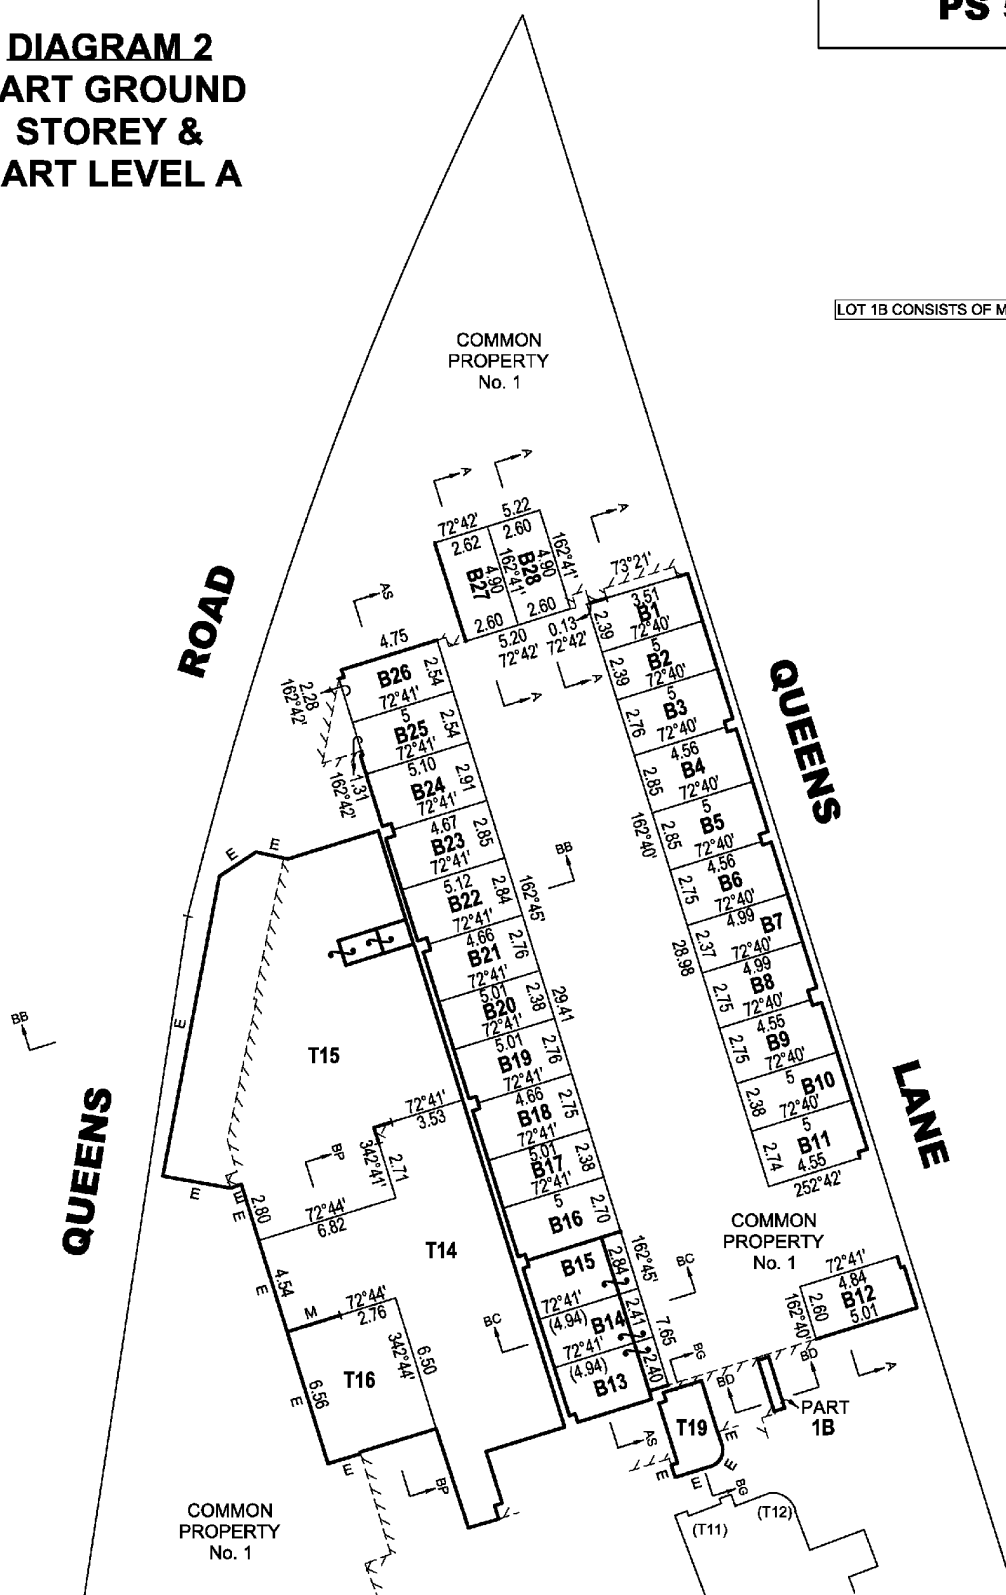 DIAGRAM 2
ART GROUND
STOREY &
ART LEVEL A
PS
LOT 1B CONSISTS OF M
COMMON
PROPERTY
No. 1
A
A
5.22
72°42'
2.60
2.62
162°41'
4.90
B28
162°41'
4.90
B27
2.60
2.60
5.20
72°42'
0.13
72°42'
A
A
A
73°21'
3.51
B1
2.39
72°40'
5
B2
2.39
72°40'
5
B3
2.76
72°40'
4.56
B4
2.85
72°40'
5
B5
2.85
162°40'
72°40'
4.56
B6
2.75
72°40'
4.99
B7
2.37
28.98
72°40'
4.99
B8
2.75
72°40'
4.55
B9
2.75
72°40'
5
B10
2.38
72°40'
5
B11
2.74
4.55
252°42'
ROAD
QUEENS
QUEENS
LANE
AS
4.75
B26
2.54
2.28
162°42'
72°41'
5
B25
2.54
72°41'
1.31
162°42'
5.10
B24
2.91
72°41'
4.67
B23
2.85
72°41'
5.12
B22
2.84
162°45'
72°41'
4.66
B21
2.76
72°41'
5.01
B20
2.38
29.41
72°41'
5.01
B19
2.76
72°41'
4.66
B18
2.75
72°41'
5.01
B17
2.38
72°41'
5
B16
2.70
B15
2.84
162°45'
72°41'
(4.94)
B14
2.41
7.65
72°41'
(4.94)
B13
2.40
BB
BB
E
E
E
T15
72°41'
3.53
BP
342°41'
2.71
E
E
E
2.80
72°44'
6.82
T14
4.54
E
M
72°44'
2.76
342°44'
6.50
T16
6.56
E
E
BP
BC
BC
COMMON
PROPERTY
No. 1
72°41'
4.84
B12
5.01
2.60
162°40'
BG
BD
BD
A
PART
1B
T19
AS
E
E
E
E
BG
(T11)
(T12)
COMMON
PROPERTY
No. 1